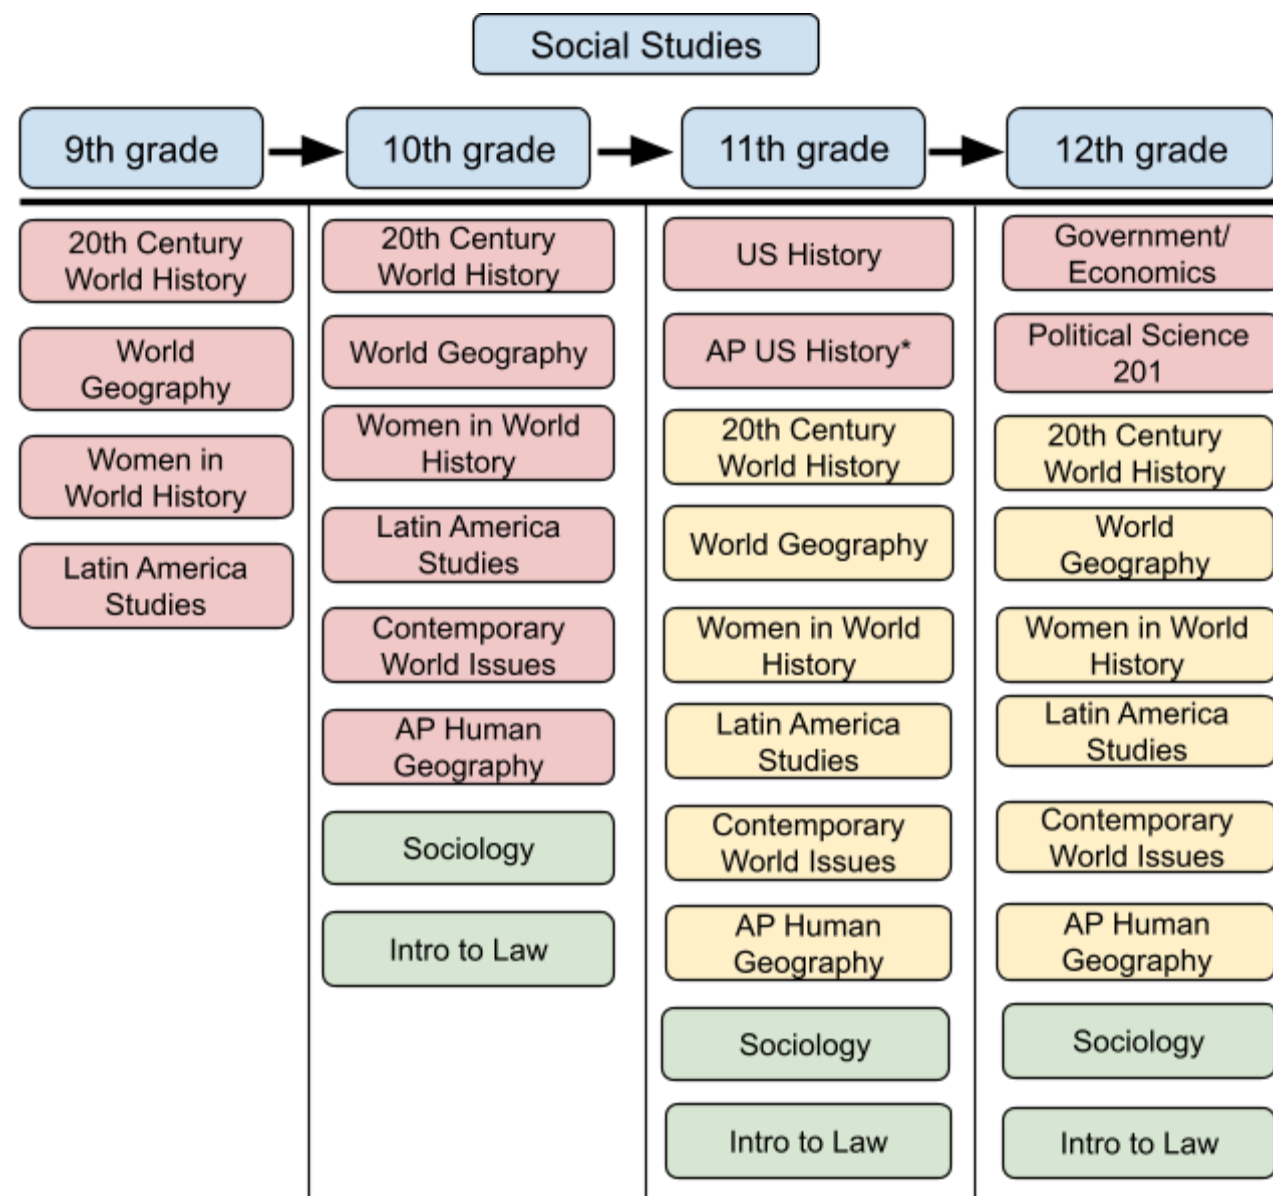 Social Studies
9th grade
10th grade
11th grade
12th grade
20th Century
World History
World
Geography
Women in
World History
Latin America
Studies
20th Century
World History
World Geography
Women in World
History
Latin America
Studies
Contemporary
World Issues
AP Human
Geography
Sociology
Intro to Law
US History
AP US History*
20th Century
World History
World Geography
Women in World
History
Latin America
Studies
Contemporary
World Issues
AP Human
Geography
Sociology
Intro to Law
Government/
Economics
Political Science
201
20th Century
World History
World
Geography
Women in World
History
Latin America
Studies
Contemporary
World Issues
AP Human
Geography
Sociology
Intro to Law